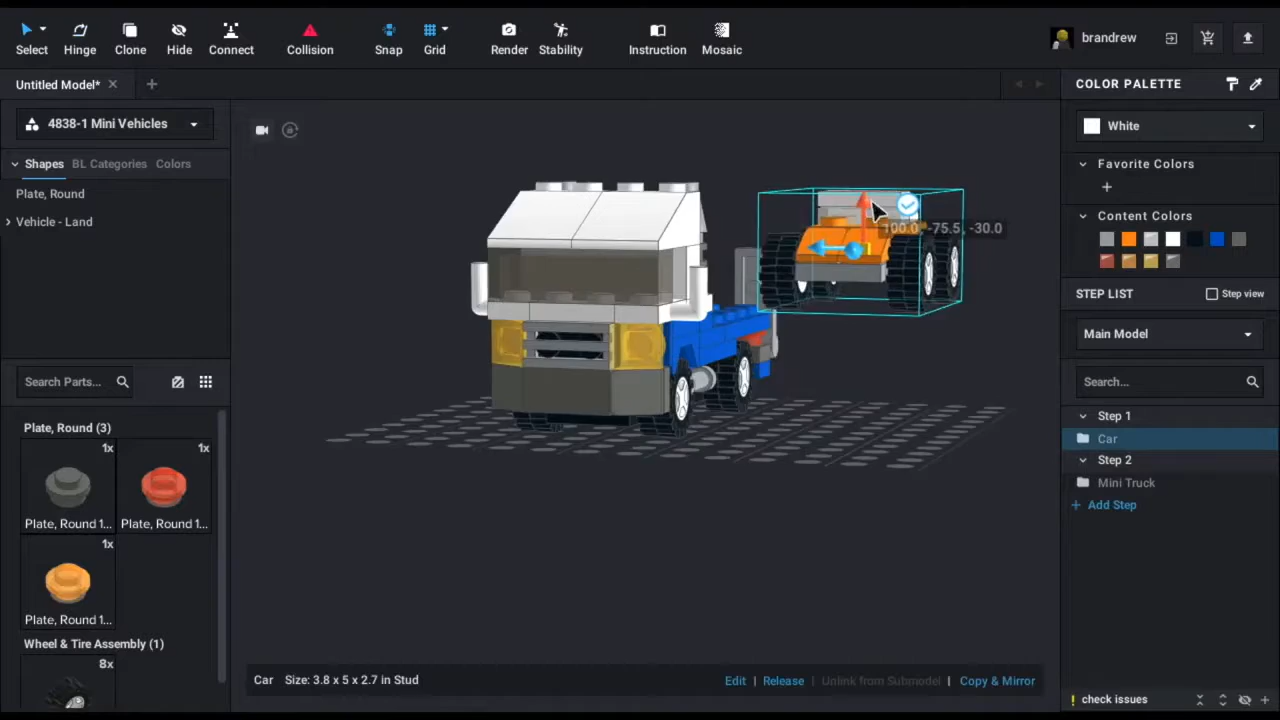 Select
Hinge
Clone
Hide
Connect
Collision
Snap
Grid
Render
Stability
Instruction
Mosaic
brandrew
Untitled Model*
4838-1 Mini Vehicles
Shapes
BL Categories
Colors
Plate, Round
Vehicle - Land
Search Parts...
Plate, Round (3)
1x
1x
Plate, Round 1...
Plate, Round 1...
1x
Plate, Round 1...
Wheel & Tire Assembly (1)
8x
100.0, -75.5, -30.0
Car Size: 3.8 x 5 x 2.7 in Stud
Edit | Release | Unlink from Submodel | Copy & Mirror
COLOR PALETTE
White
Favorite Colors
Content Colors
STEP LIST
Step view
Main Model
Search...
Step 1
Car
Step 2
Mini Truck
+ Add Step
check issues